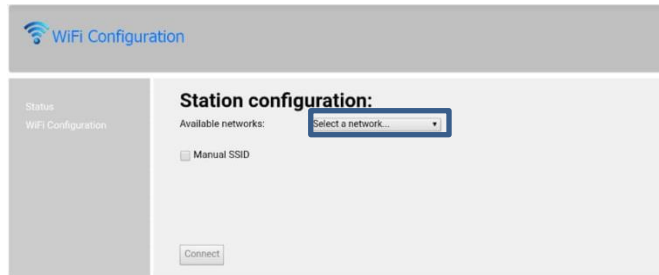 WiFi Configuration
Status
WiFi Configuration
Station configuration:
Available networks: Select a network...
Manual SSID
Connect